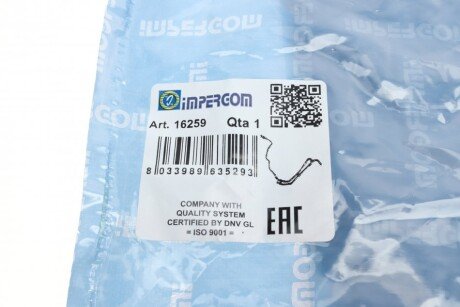 IMPERGOM
Art. 16259 Qta 1
8 033989 635293
COMPANY WITH
QUALITY SYSTEM
CERTIFIED BY DNV GL
= ISO 9001 =
EAC